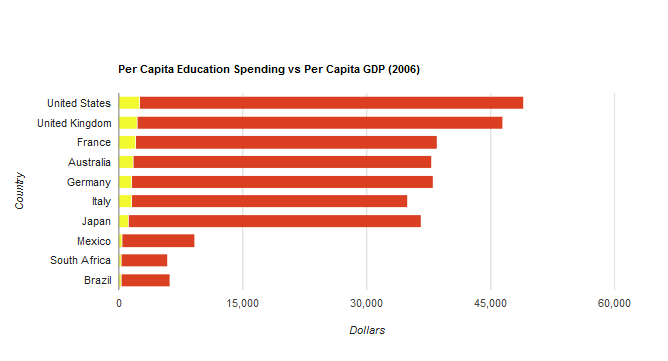 Per Capita Education Spending vs Per Capita GDP (2006)
Country
United States
United Kingdom
France
Australia
Germany
Italy
Japan
Mexico
South Africa
Brazil
0 15,000 30,000 45,000 60,000
Dollars